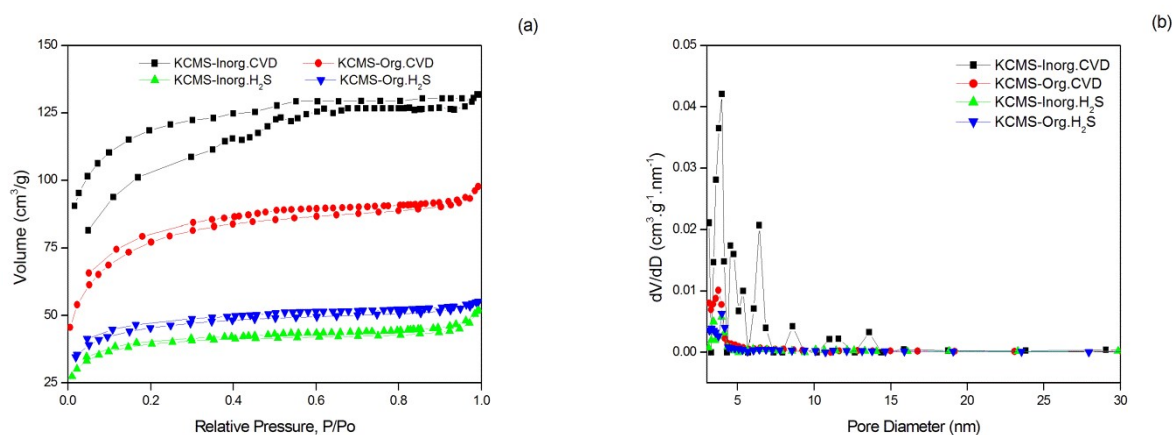 (a)
150
125
100
75
50
25
Volume (cm³/g)
KCMS-Inorg.CVD
KCMS-Org.CVD
KCMS-Inorg.H₂S
KCMS-Org.H₂S
0.0 0.2 0.4 0.6 0.8 1.0
Relative Pressure, P/Po
(b)
0.05
0.04
0.03
0.02
0.01
0.00
dV/dD (cm³.g⁻¹.nm⁻¹)
KCMS-Inorg.CVD
KCMS-Org.CVD
KCMS-Inorg.H₂S
KCMS-Org.H₂S
5 10 15 20 25 30
Pore Diameter (nm)